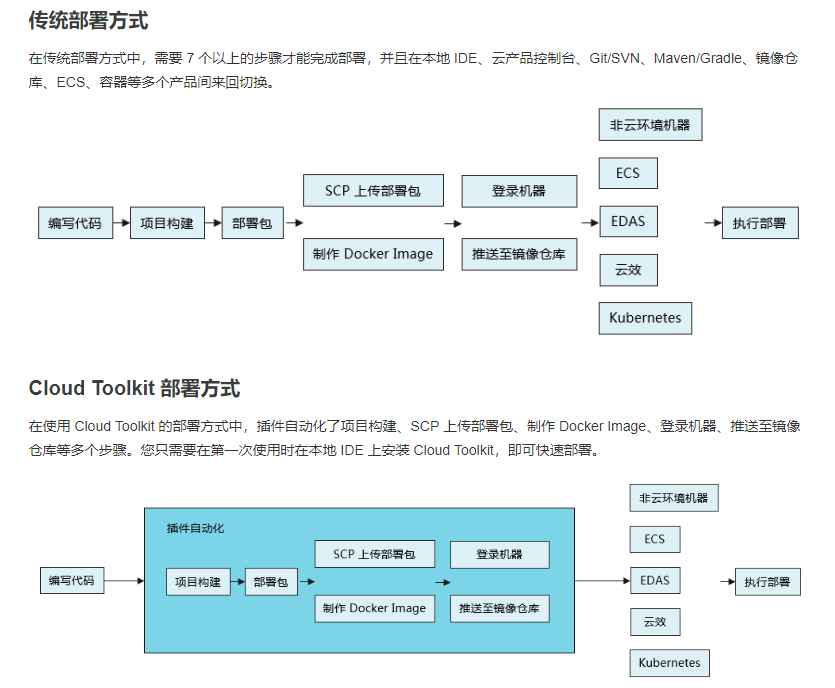 传统部署方式
在传统部署方式中，需要 7 个以上的步骤才能完成部署，并且在本地 IDE、云产品控制台、Git/SVN、Maven/Gradle、镜像仓
库、ECS、容器等多个产品间来回切换。
非云环境机器
ECS
SCP 上传部署包
登录机器
编写代码
项目构建
部署包
EDAS
执行部署
制作 Docker Image
推送至镜像仓库
云效
Kubernetes
Cloud Toolkit 部署方式
在使用 Cloud Toolkit 的部署方式中，插件自动化了项目构建、SCP 上传部署包、制作 Docker Image、登录机器、推送至镜像
仓库等多个步骤。您只需要在第一次使用时在本地 IDE 上安装 Cloud Toolkit，即可快速部署。
非云环境机器
插件自动化
ECS
SCP 上传部署包
登录机器
编写代码
项目构建
部署包
EDAS
执行部署
制作 Docker Image
推送至镜像仓库
云效
Kubernetes